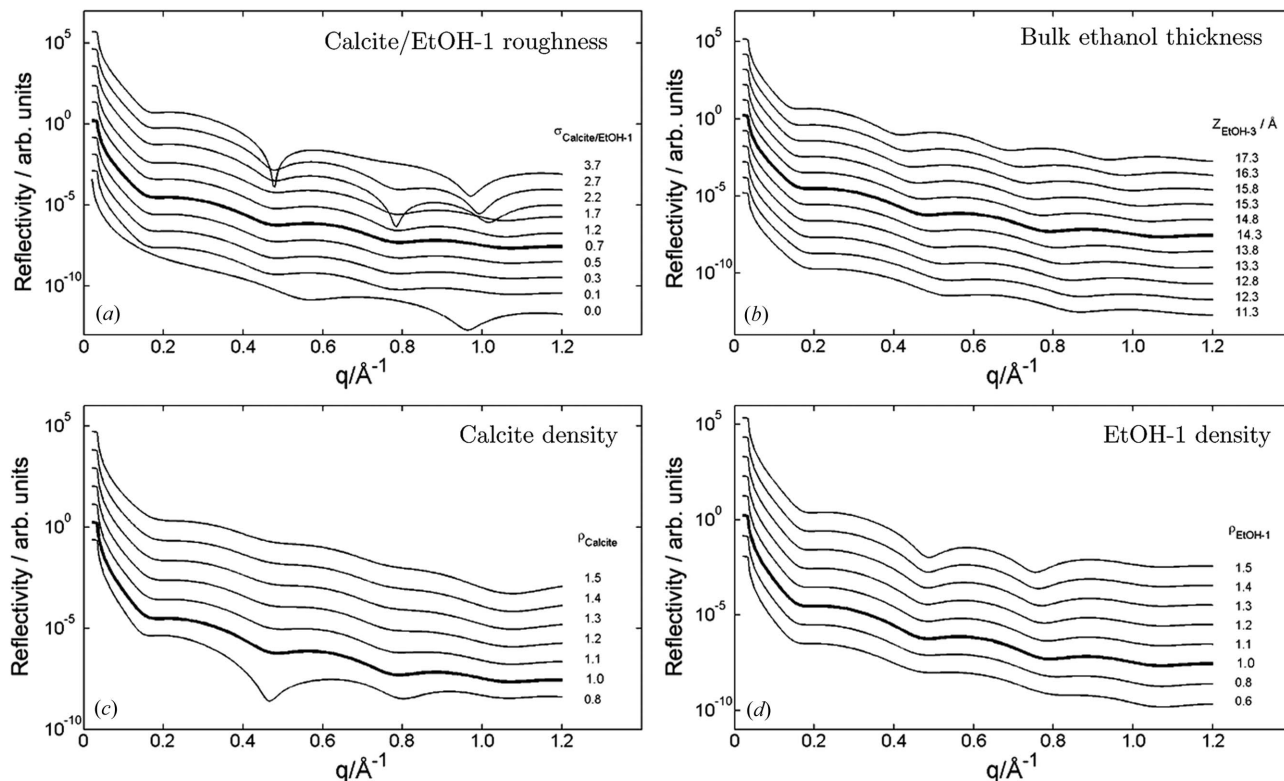 Calcite/EtOH-1 roughness
Reflectivity / arb. units
10^5
10^0
10^-5
10^-10
σ_Calcite/EtOH-1
3.7
2.7
2.2
1.7
1.2
0.7
0.5
0.3
0.1
0.0
(a)
0 0.2 0.4 0.6 0.8 1.0 1.2
q/Å^-1
Bulk ethanol thickness
Reflectivity / arb. units
10^5
10^0
10^-5
10^-10
Z_EtOH-3 / Å
17.3
16.3
15.8
15.3
14.8
14.3
13.8
13.3
12.8
12.3
11.3
(b)
0 0.2 0.4 0.6 0.8 1.0 1.2
q/Å^-1
Calcite density
Reflectivity / arb. units
10^5
10^0
10^-5
10^-10
ρ_Calcite
1.5
1.4
1.3
1.2
1.1
1.0
0.8
(c)
0 0.2 0.4 0.6 0.8 1.0 1.2
q/Å^-1
EtOH-1 density
Reflectivity / arb. units
10^5
10^0
10^-5
10^-10
ρ_EtOH-1
1.5
1.4
1.3
1.2
1.1
1.0
0.8
0.6
(d)
0 0.2 0.4 0.6 0.8 1.0 1.2
q/Å^-1